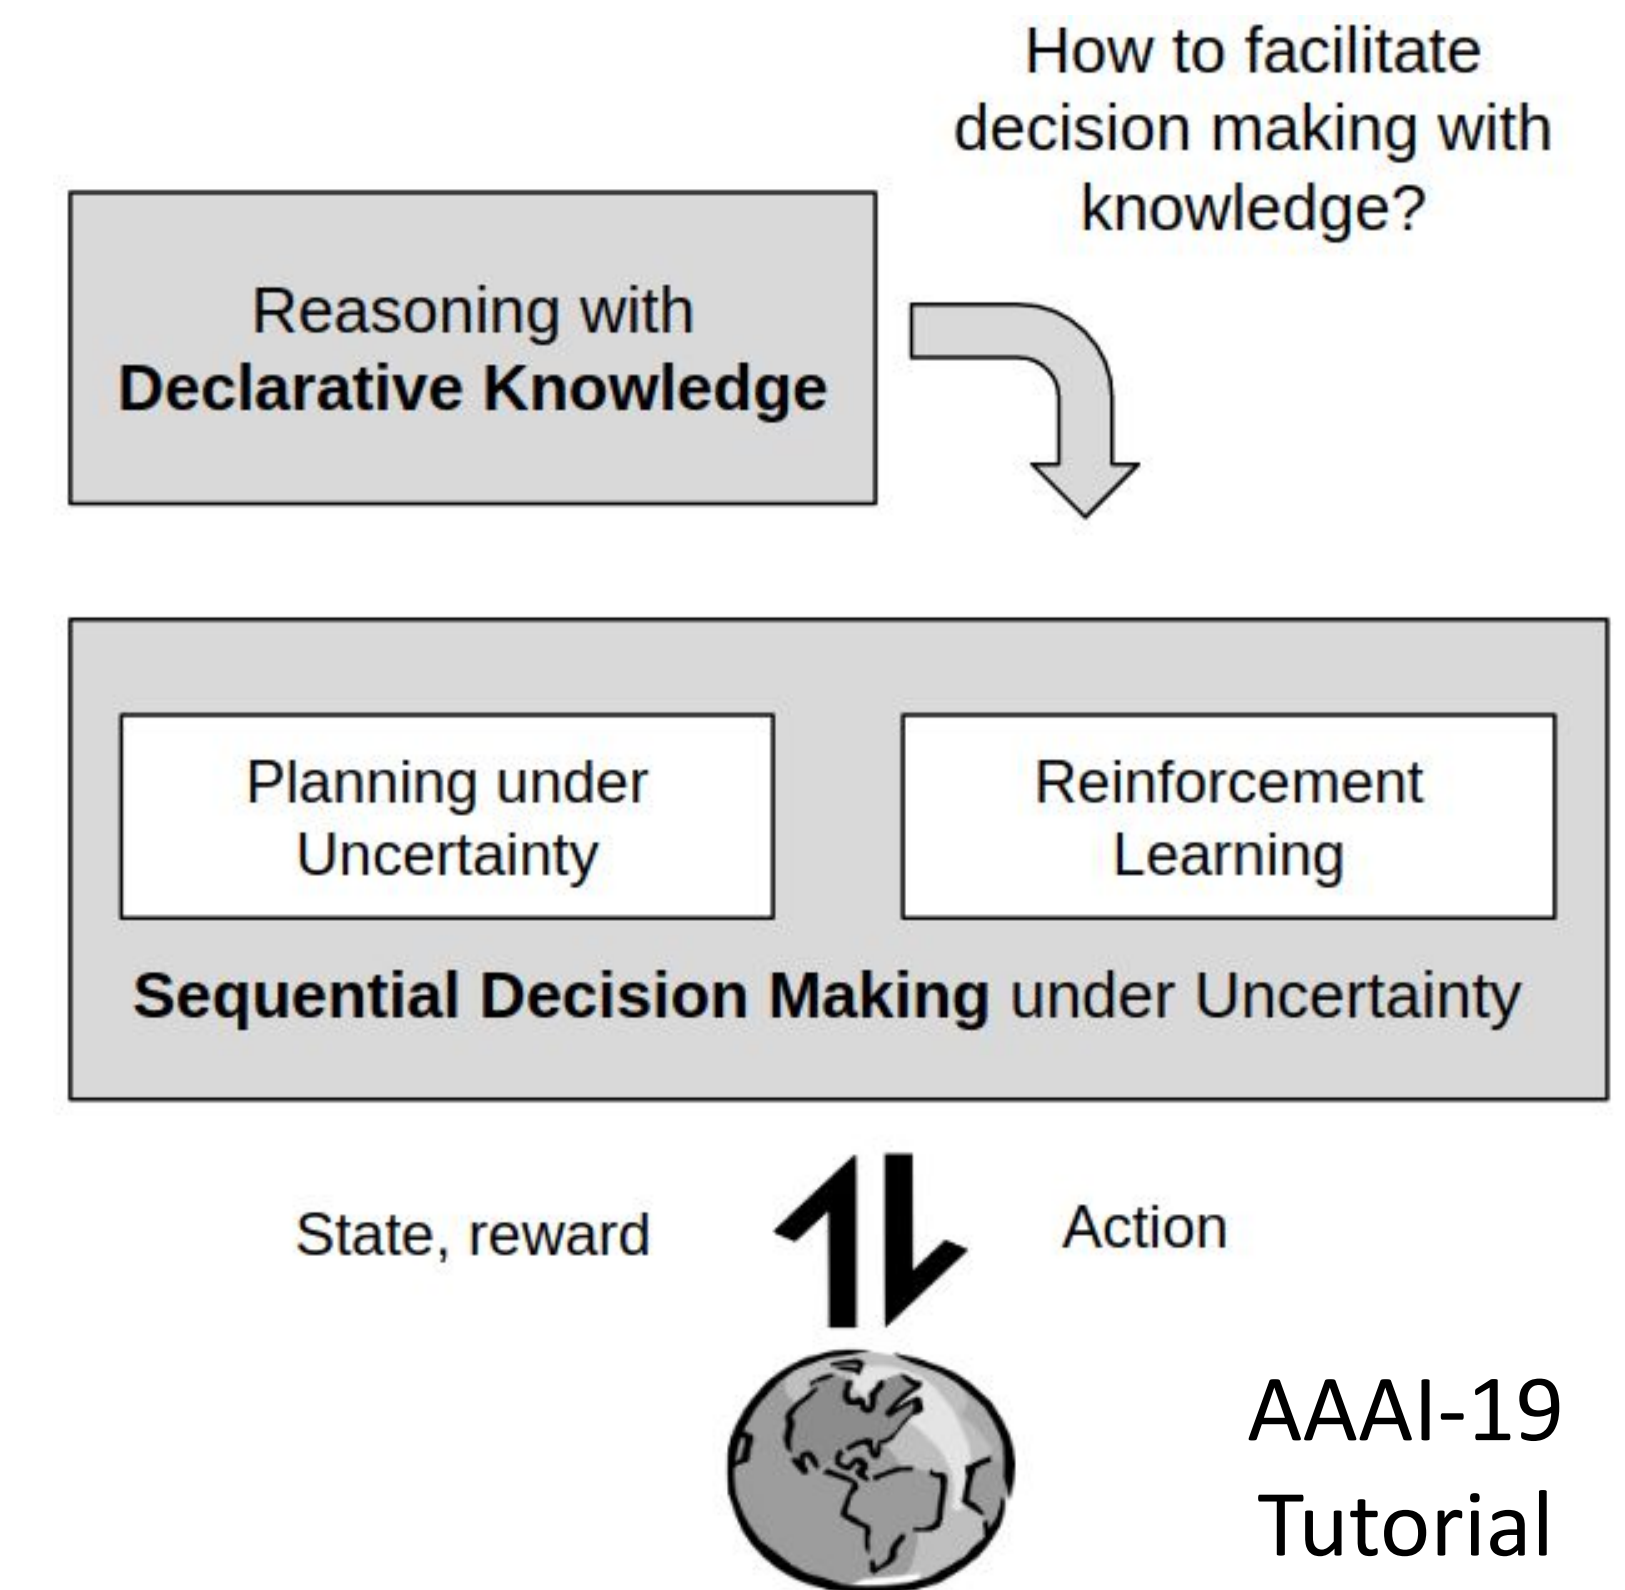 How to facilitate
decision making with
knowledge?
Reasoning with
Declarative Knowledge
Planning under
Uncertainty
Reinforcement
Learning
Sequential Decision Making under Uncertainty
State, reward
Action
AAAI-19
Tutorial